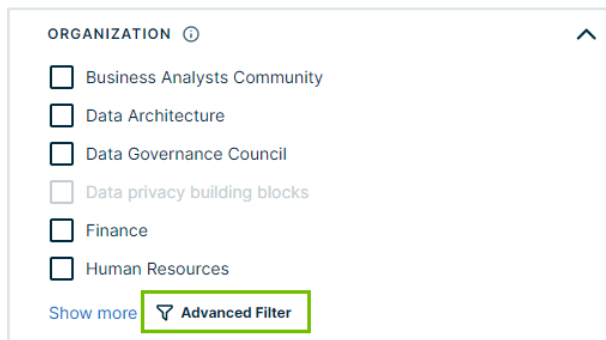 ORGANIZATION
Business Analysts Community
Data Architecture
Data Governance Council
Data privacy building blocks
Finance
Human Resources
Show more Advanced Filter